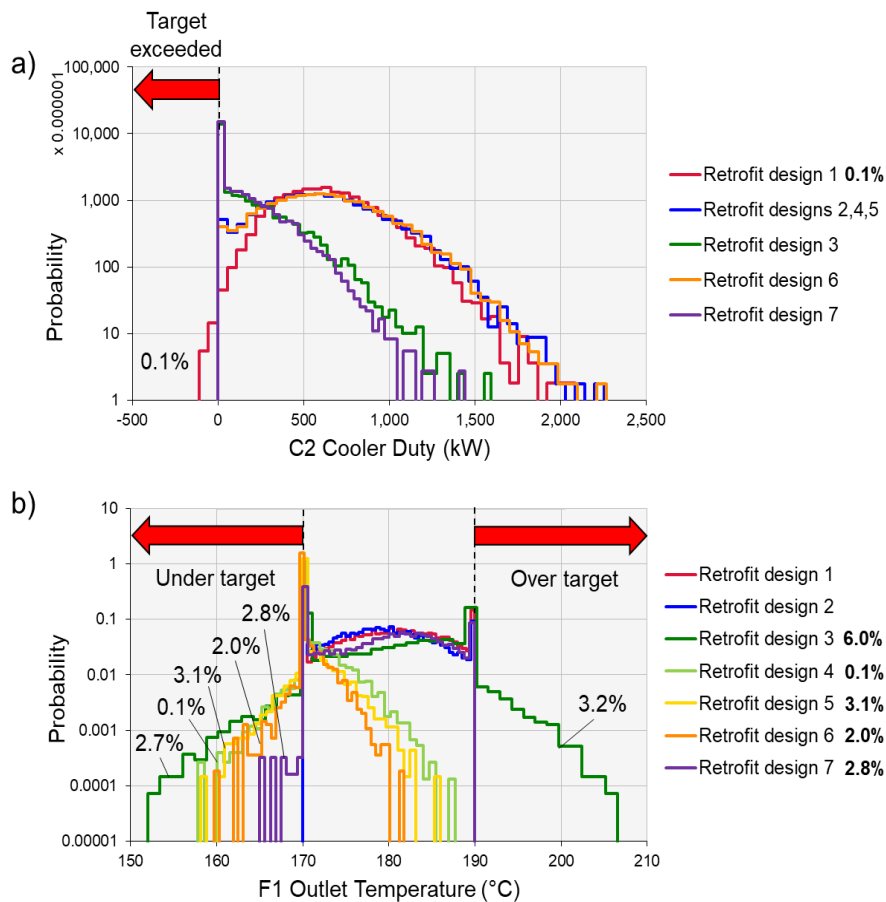 Target
exceeded
a)
100,000
10,000
1,000
100
10
1
x 0.000001
Probability
0.1%
-500
0
500
1,000
1,500
2,000
2,500
C2 Cooler Duty (kW)
Retrofit design 1 0.1%
Retrofit designs 2,4,5
Retrofit design 3
Retrofit design 6
Retrofit design 7
b)
10
1
0.1
0.01
0.001
0.0001
0.00001
Probability
Under target
Over target
2.8%
2.0%
3.1%
0.1%
2.7%
3.2%
150
160
170
180
190
200
210
F1 Outlet Temperature (°C)
Retrofit design 1
Retrofit design 2
Retrofit design 3 6.0%
Retrofit design 4 0.1%
Retrofit design 5 3.1%
Retrofit design 6 2.0%
Retrofit design 7 2.8%